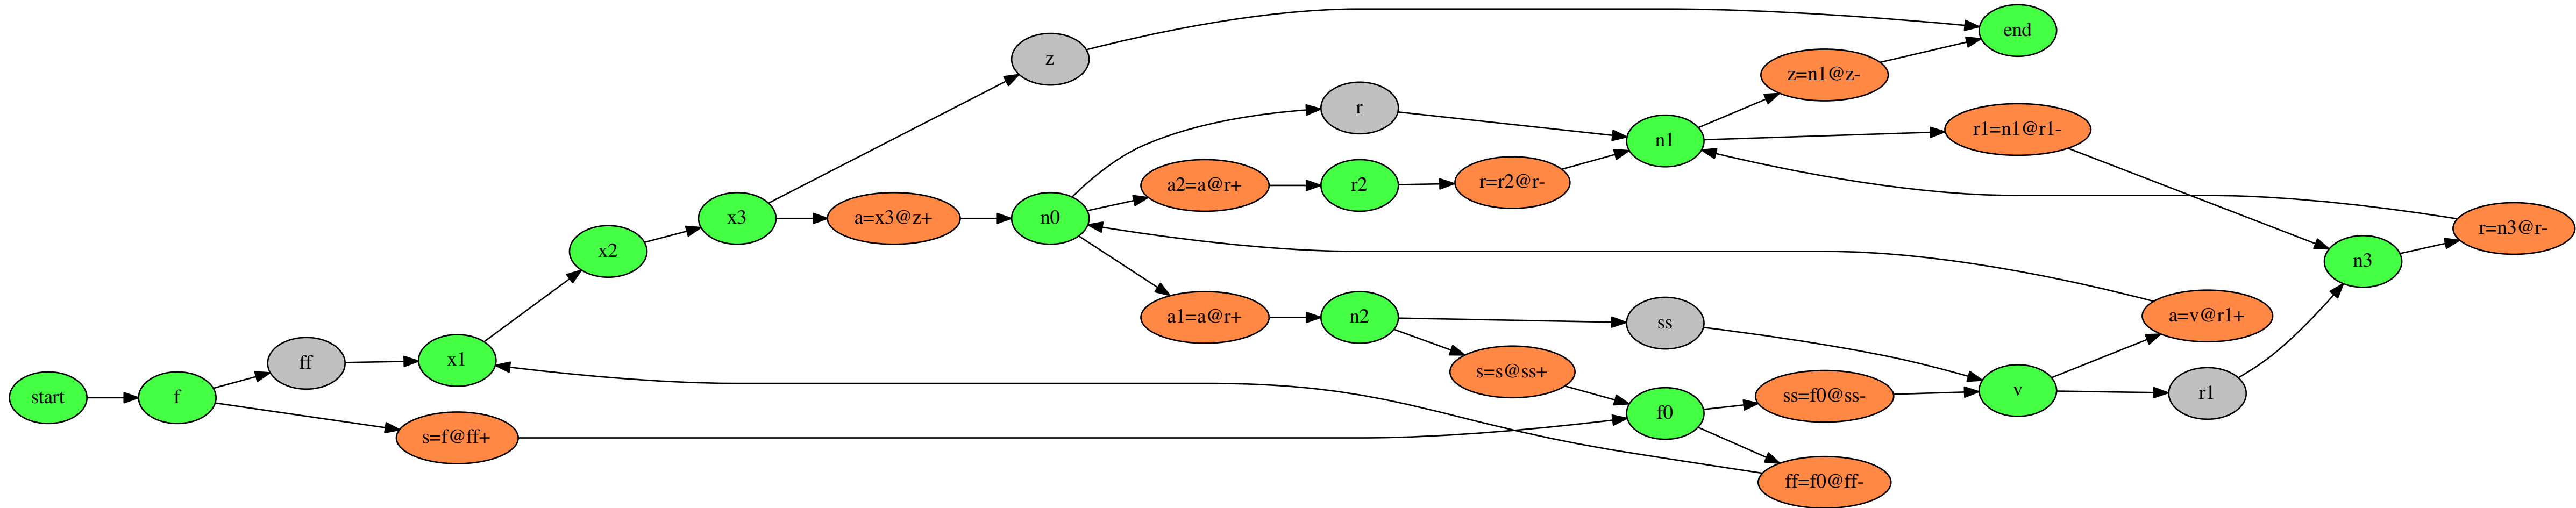 start
f
ff
s=f@ff+
x1
x2
x3
z
a=x3@z+
n0
r
a2=a@r+
a1=a@r+
r2
n2
r=r2@r-
ss
s=s@ss+
n1
f0
z=n1@z-
r1=n1@r1-
ss=f0@ss-
ff=f0@ff-
end
v
a=v@r1+
r1
n3
r=n3@r-